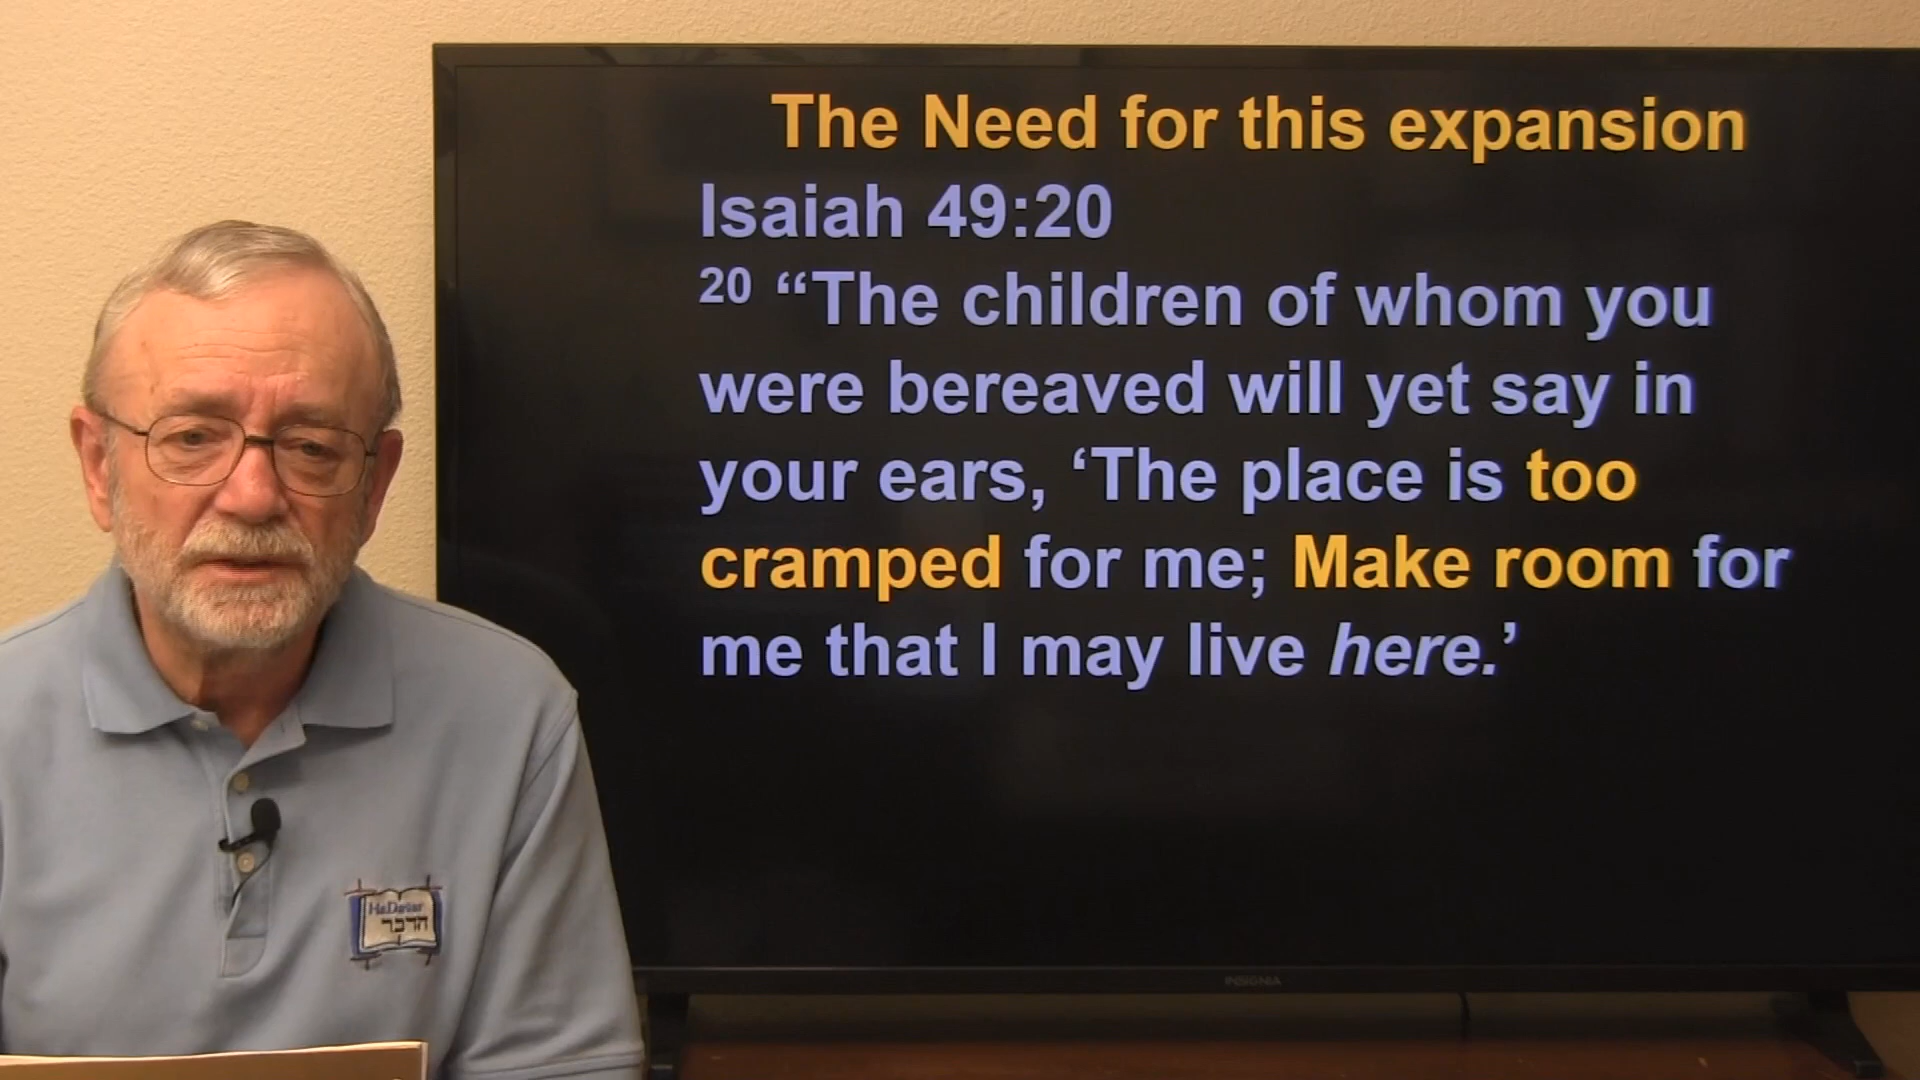 The Need for this expansion
Isaiah 49:20
20 “The children of whom you
were bereaved will yet say in
your ears, ‘The place is too
cramped for me; Make room for
me that I may live here.’
INSIGNIA
HaDavar
הדבר